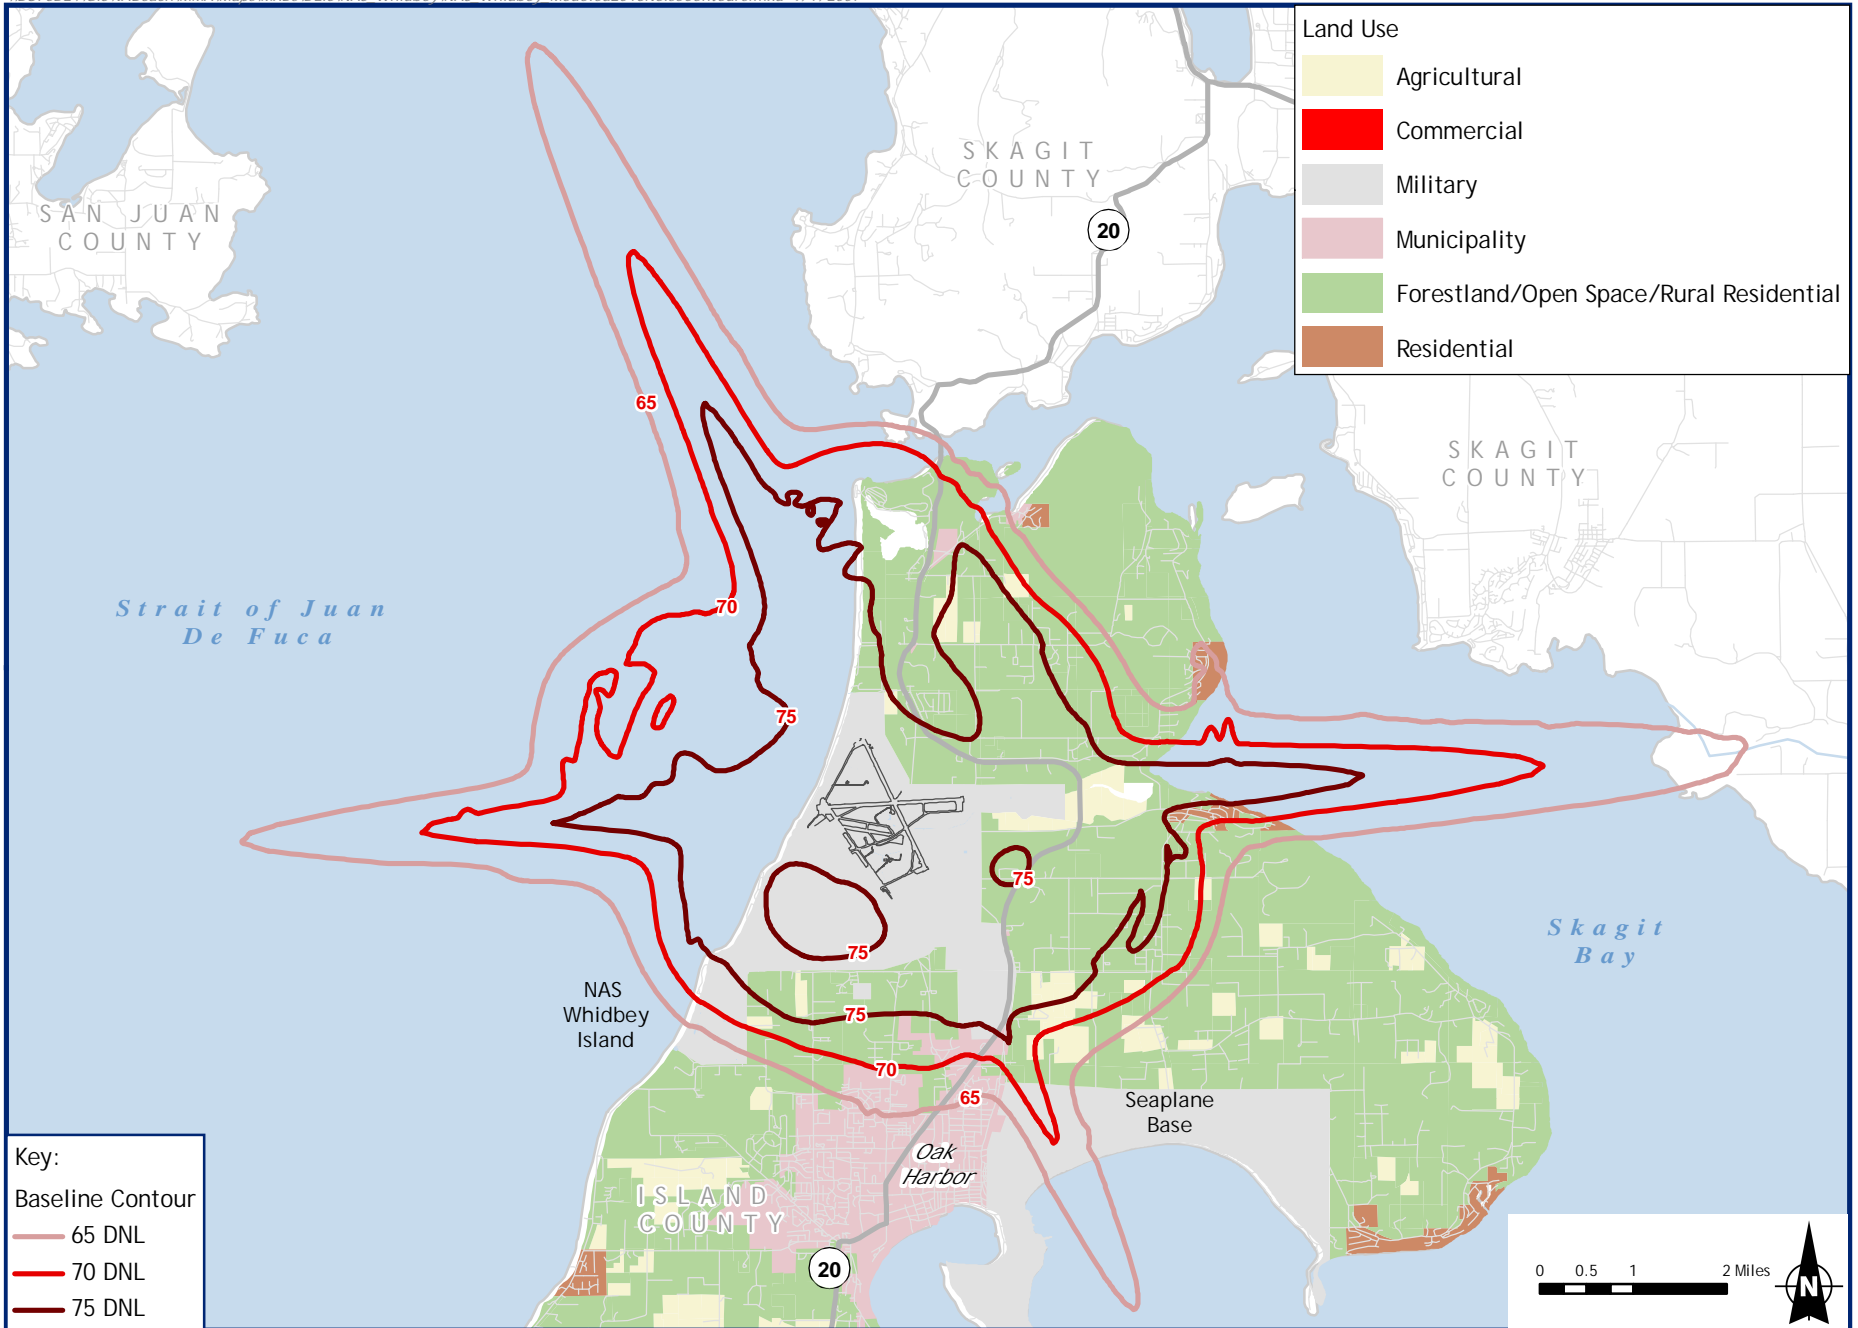 Land Use
Agricultural
Commercial
Military
Municipality
Forestland/Open Space/Rural Residential
Residential
SKAGIT
COUNTY
20
SAN JUAN
COUNTY
65
SKAGIT
COUNTY
Strait of Juan
De Fuca
70
75
75
75
Skagit
Bay
NAS
Whidbey
Island
75
70
65
Seaplane
Base
Oak
Harbor
ISLAND
COUNTY
20
Key:
Baseline Contour
65 DNL
70 DNL
75 DNL
0 0.5 1 2 Miles
N